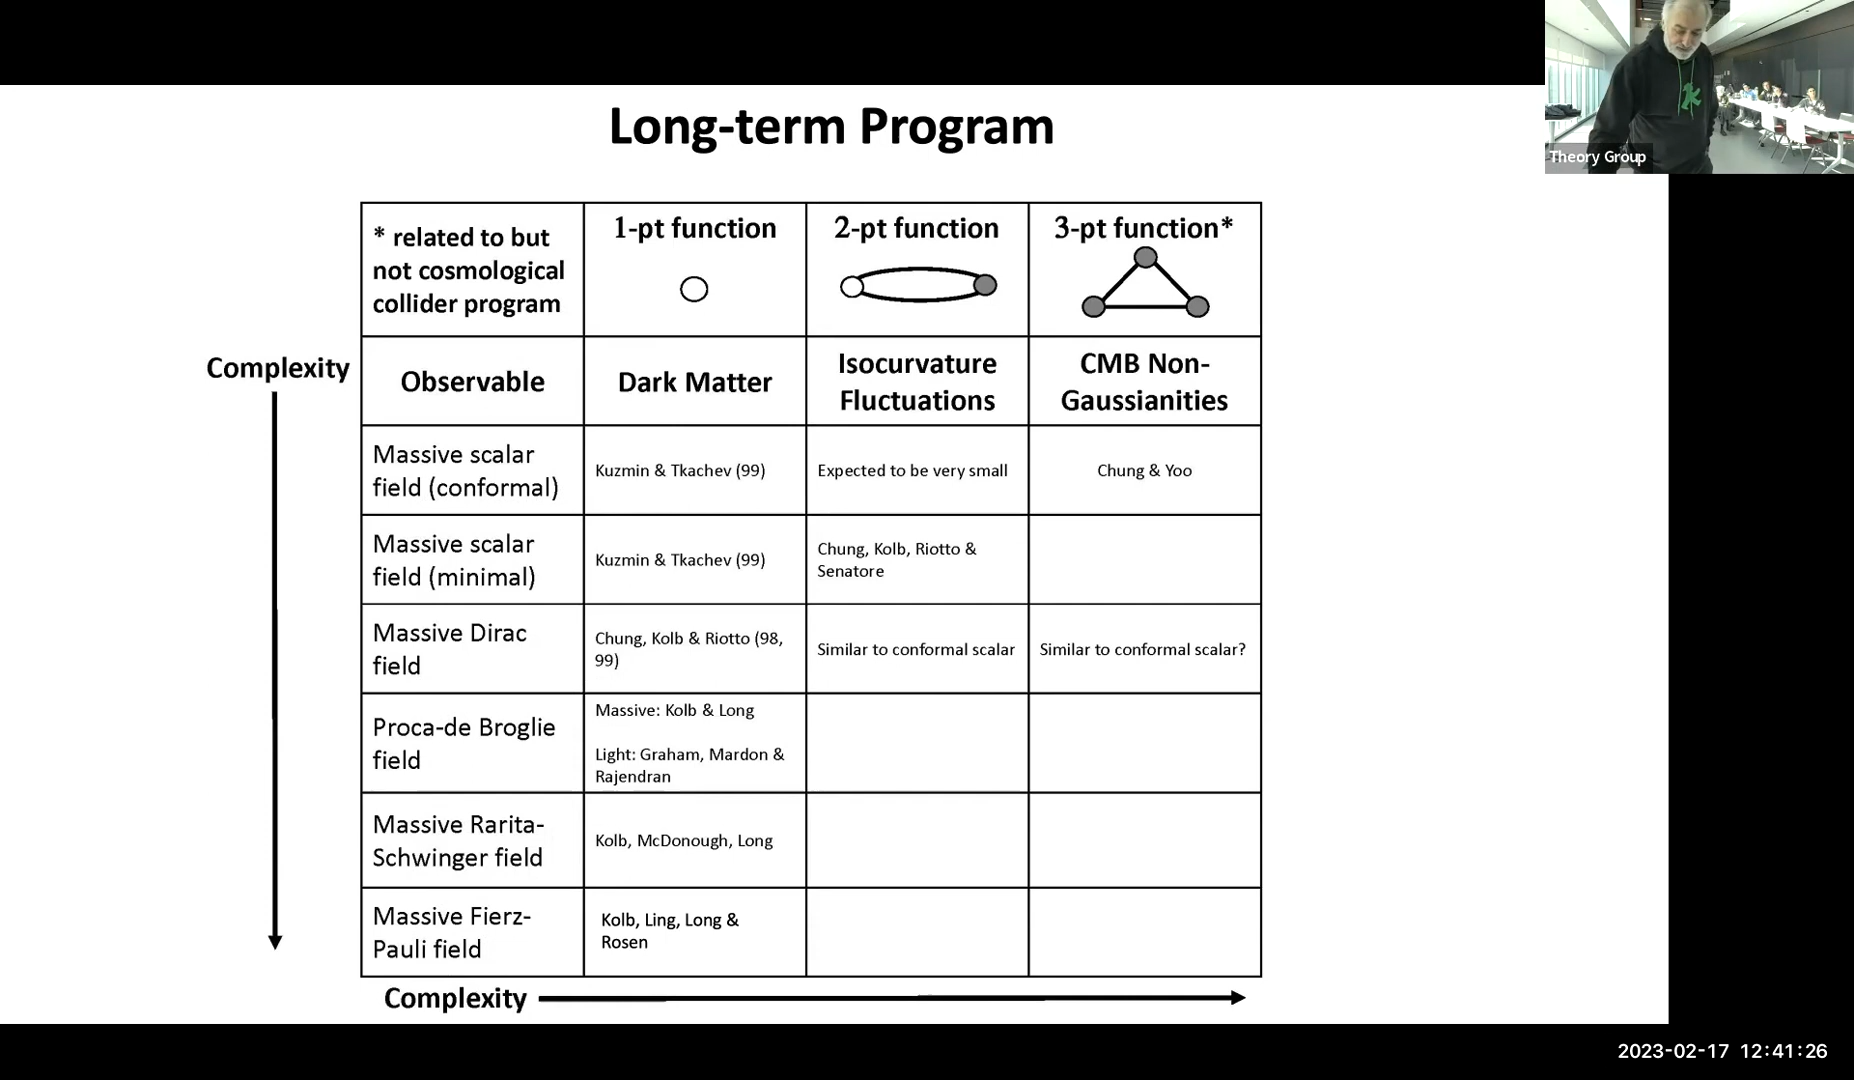 Long-term Program
Theory Group
* related to but
not cosmological
collider program
1-pt function
2-pt function
3-pt function*
Complexity
Observable
Dark Matter
Isocurvature
Fluctuations
CMB Non-
Gaussianities
Massive scalar
field (conformal)
Kuzmin & Tkachev (99)
Expected to be very small
Chung & Yoo
Massive scalar
field (minimal)
Kuzmin & Tkachev (99)
Chung, Kolb, Riotto &
Senatore
Massive Dirac
field
Chung, Kolb & Riotto (98,
99)
Similar to conformal scalar
Similar to conformal scalar?
Proca-de Broglie
field
Massive: Kolb & Long
Light: Graham, Mardon &
Rajendran
Massive Rarita-
Schwinger field
Kolb, McDonough, Long
Massive Fierz-
Pauli field
Kolb, Ling, Long &
Rosen
Complexity
2023-02-17 12:41:26